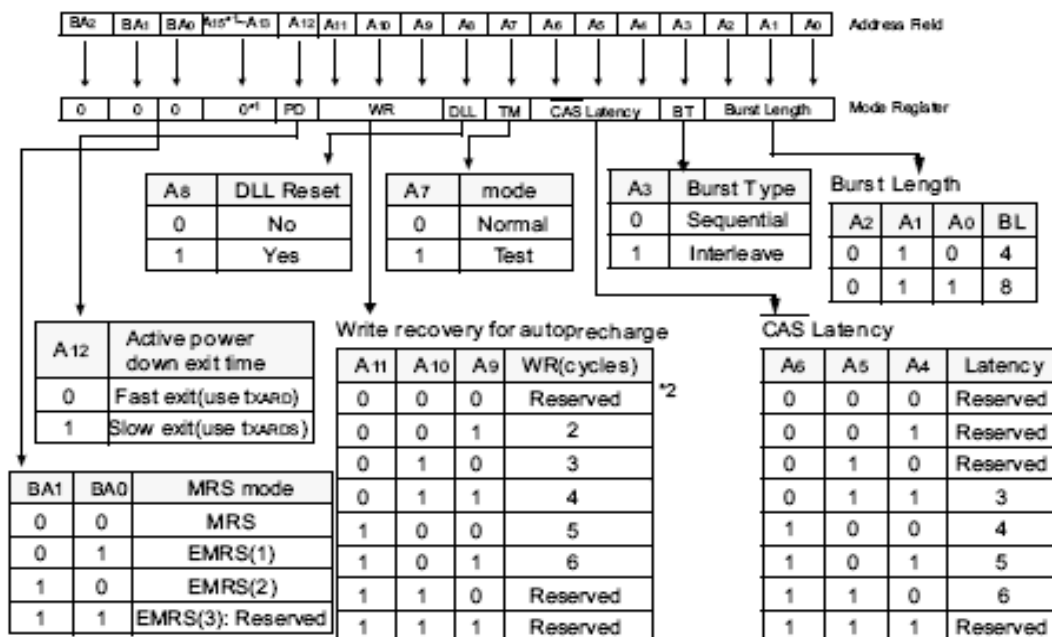 BA2 BA1 BA0 A15*1~A13 A12 A11 A10 A9 A8 A7 A6 A5 A4 A3 A2 A1 A0 Address Field
0 0 0 0*1 PD WR DLL TM CAS Latency BT Burst Length Mode Register
A8 DLL Reset
0 No
1 Yes
A7 mode
0 Normal
1 Test
A3 Burst Type
0 Sequential
1 Interleave
Burst Length
A2 A1 A0 BL
0 1 0 4
0 1 1 8
A12 Active power
down exit time
0 Fast exit(use tXARD)
1 Slow exit(use tXARDS)
Write recovery for autoprecharge
A11 A10 A9 WR(cycles)
*2
0 0 0 Reserved
0 0 1 2
0 1 0 3
0 1 1 4
1 0 0 5
1 0 1 6
1 1 0 Reserved
1 1 1 Reserved
CAS Latency
A6 A5 A4 Latency
0 0 0 Reserved
0 0 1 Reserved
0 1 0 Reserved
0 1 1 3
1 0 0 4
1 0 1 5
1 1 0 6
1 1 1 Reserved
BA1 BA0 MRS mode
0 0 MRS
0 1 EMRS(1)
1 0 EMRS(2)
1 1 EMRS(3): Reserved